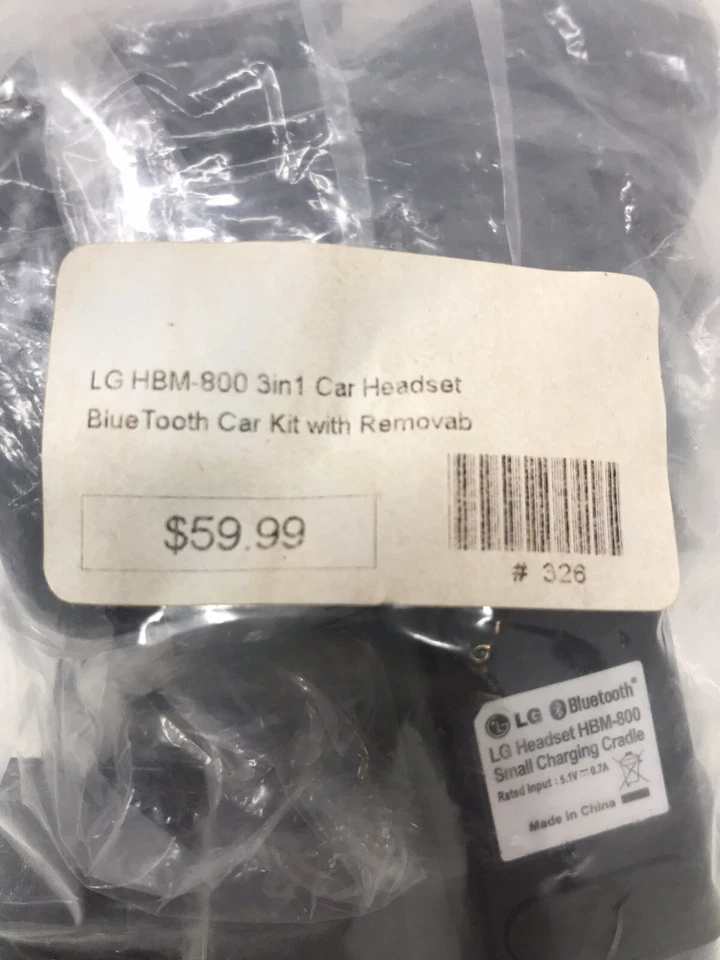 LG HBM-800 3in1 Car Headset
BlueTooth Car Kit with Removab
$59.99
# 326
LG Bluetooth®
LG Headset HBM-800
Small Charging Cradle
Rated Input : 5.1V⎓0.7A
Made in China